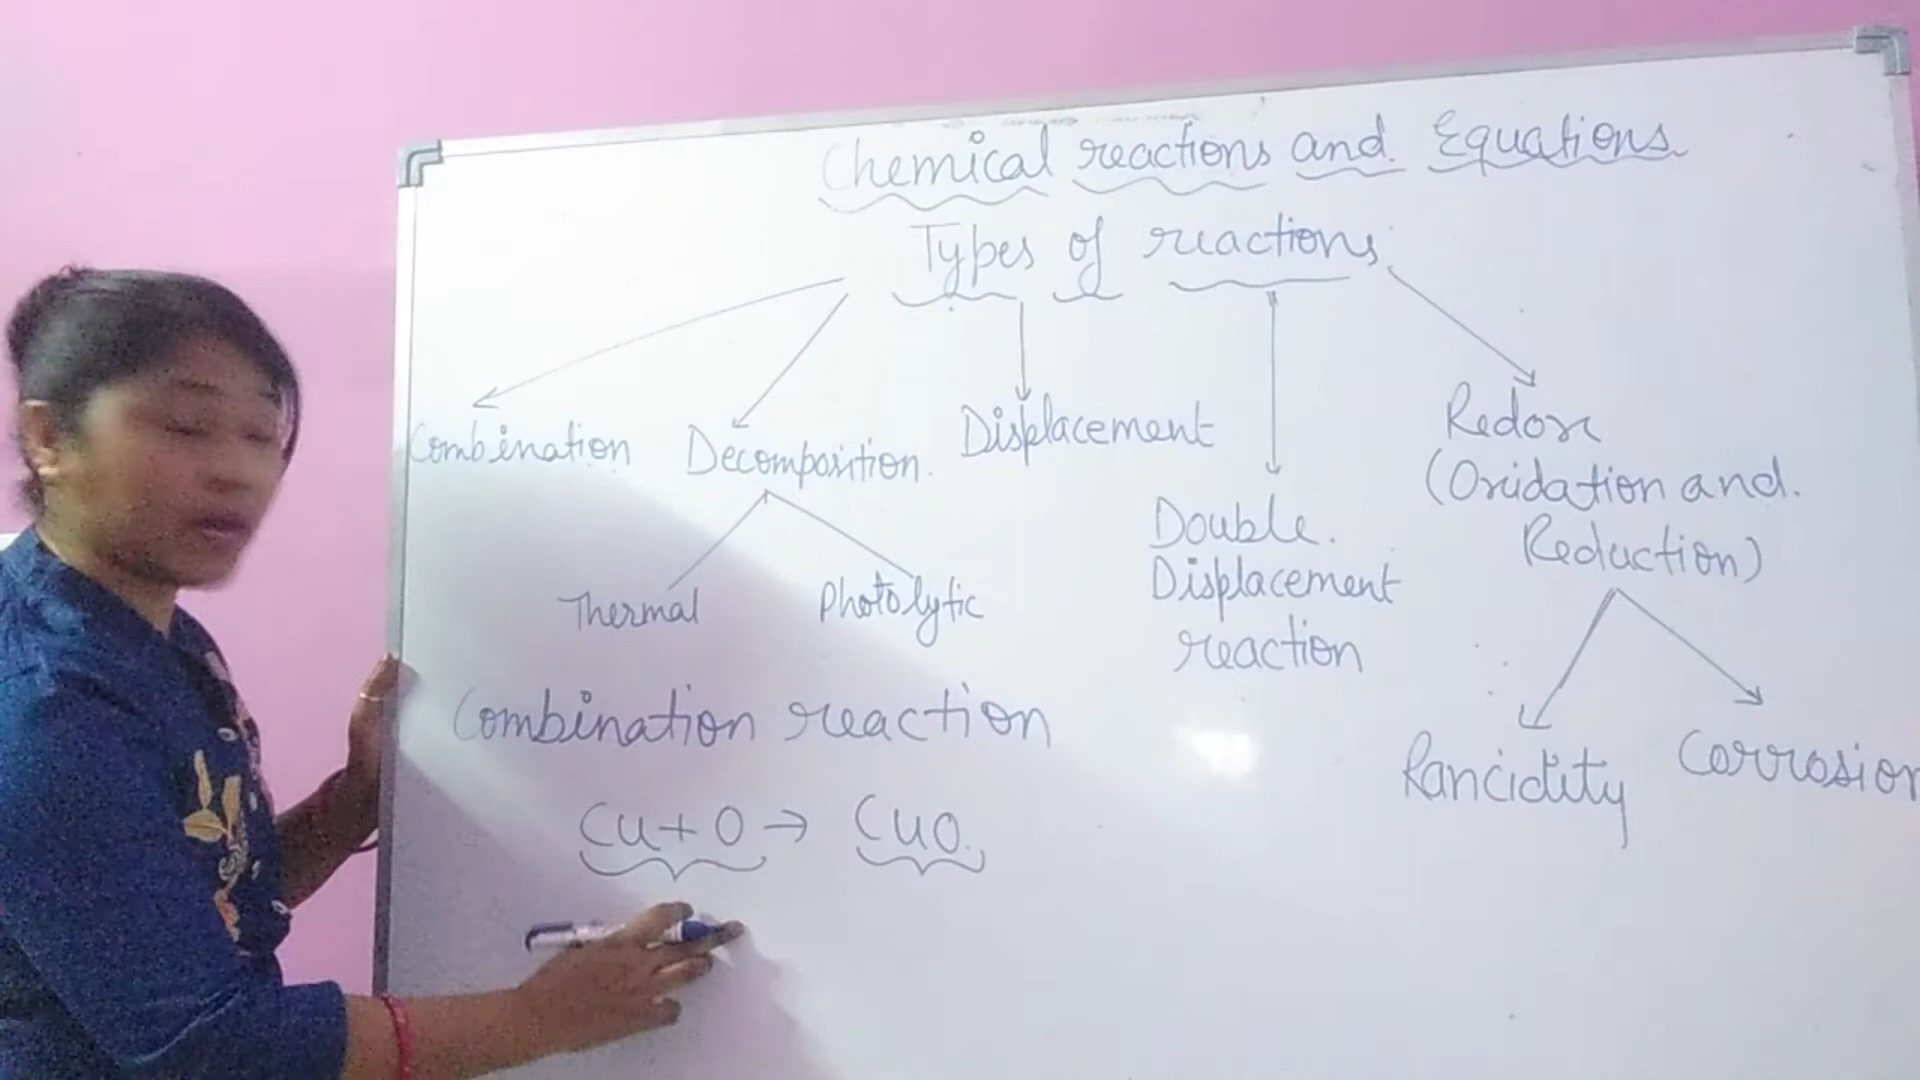 Chemical reactions and Equations
Types of reactions
Combination
Decomposition
Displacement
Double
Displacement
reaction
Redox
(Oxidation and
Reduction)
Thermal
Photolytic
Rancidity
Corrosion
Combination reaction
Cu + O → CuO